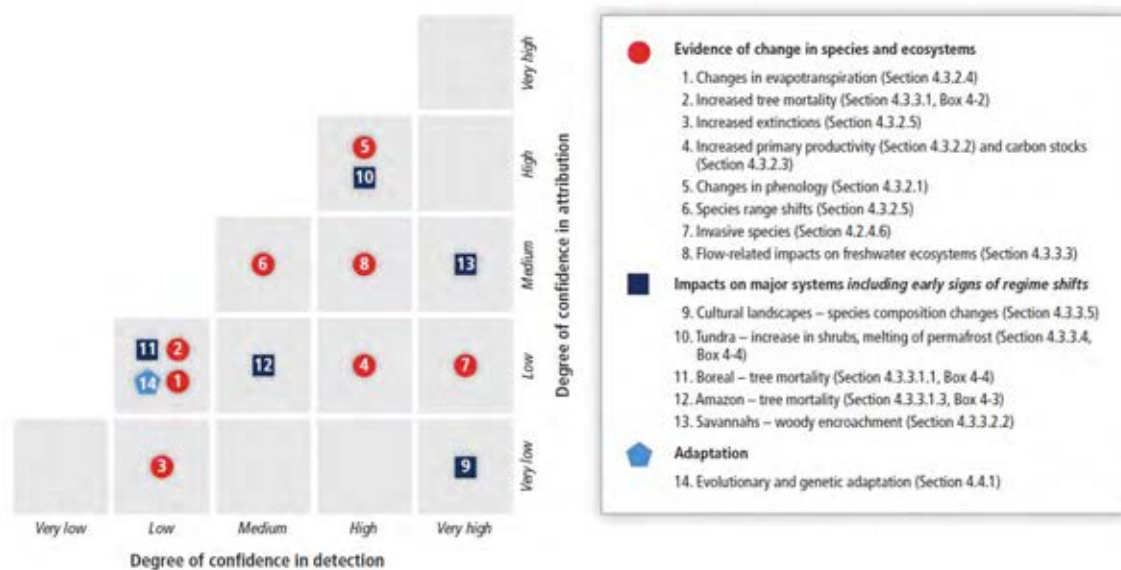 Very high
High
Medium
Low
Very low
Degree of confidence in attribution
5
10
6
8
13
11
2
14
1
12
4
7
3
9
Very low
Low
Medium
High
Very high
Degree of confidence in detection
Evidence of change in species and ecosystems
1. Changes in evapotranspiration (Section 4.3.2.4)
2. Increased tree mortality (Section 4.3.3.1, Box 4-2)
3. Increased extinctions (Section 4.3.2.5)
4. Increased primary productivity (Section 4.3.2.2) and carbon stocks
(Section 4.3.2.3)
5. Changes in phenology (Section 4.3.2.1)
6. Species range shifts (Section 4.3.2.5)
7. Invasive species (Section 4.2.4.6)
8. Flow-related impacts on freshwater ecosystems (Section 4.3.3.3)
Impacts on major systems including early signs of regime shifts
9. Cultural landscapes – species composition changes (Section 4.3.3.5)
10. Tundra – increase in shrubs, melting of permafrost (Section 4.3.3.4,
Box 4-4)
11. Boreal – tree mortality (Section 4.3.3.1.1, Box 4-4)
12. Amazon – tree mortality (Section 4.3.3.1.3, Box 4-3)
13. Savannahs – woody encroachment (Section 4.3.3.2.2)
Adaptation
14. Evolutionary and genetic adaptation (Section 4.4.1)